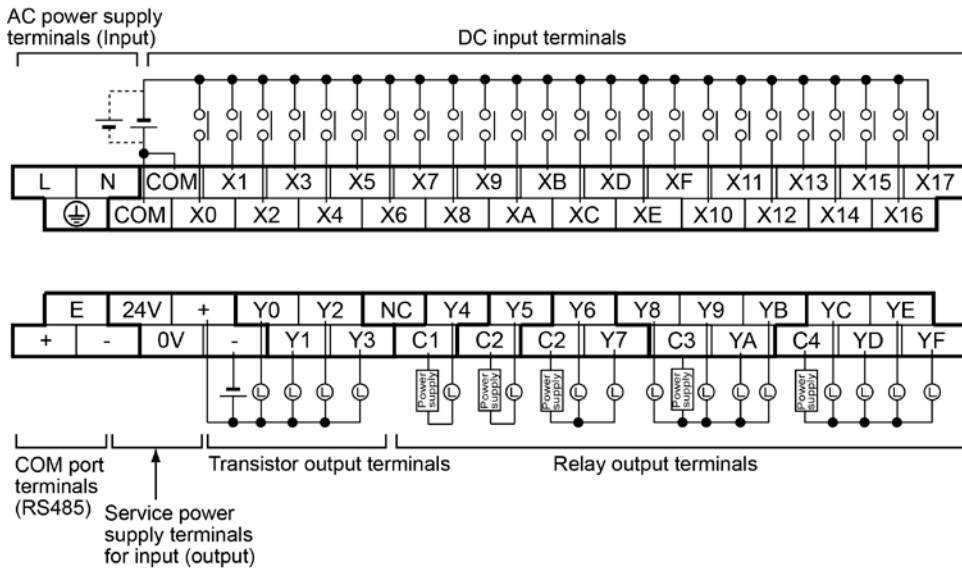 AC power supply
terminals (Input)
DC input terminals
L N COM X1 X3 X5 X7 X9 XB XD XF X11 X13 X15 X17
COM X0 X2 X4 X6 X8 XA XC XE X10 X12 X14 X16
E 24V + Y0 Y2 NC Y4 Y5 Y6 Y8 Y9 YB YC YE
+ - 0V - Y1 Y3 C1 C2 C2 Y7 C3 YA C4 YD YF
L L L L Power supply L Power supply L Power supply L L L Power supply L L L Power supply L L L L
COM port
terminals
(RS485)
Transistor output terminals
Relay output terminals
Service power
supply terminals
for input (output)